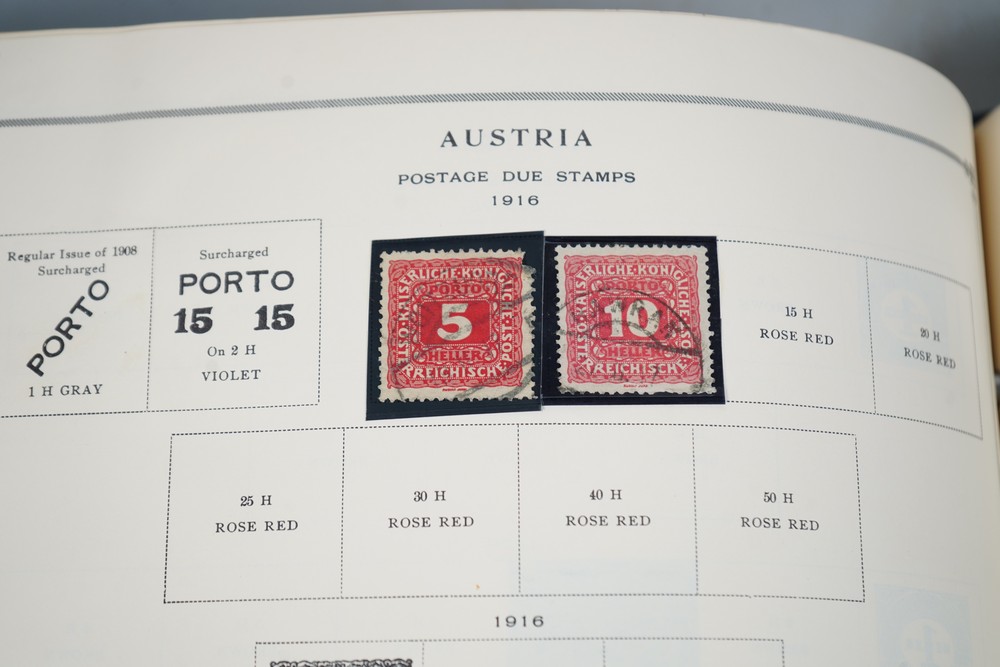 AUSTRIA
POSTAGE DUE STAMPS
1916
Regular Issue of 1908
Surcharged
PORTO
1 H GRAY
Surcharged
PORTO
15 15
On 2 H
VIOLET
KAISERLICHE·KÖNIGLICHE
PORTO
5
HELLER
ÖSTERREICHISCHE·POST
KAISERLICHE·KÖNIGLICHE
PORTO
10
HELLER
15 H
ROSE RED
20 H
ROSE RED
25 H
ROSE RED
30 H
ROSE RED
40 H
ROSE RED
50 H
ROSE RED
1916